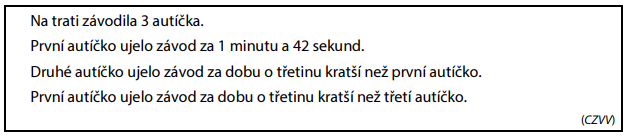 Na trati závodila 3 autíčka.
První autíčko ujelo závod za 1 minutu a 42 sekund.
Druhé autíčko ujelo závod za dobu o třetinu kratší než první autíčko.
První autíčko ujelo závod za dobu o třetinu kratší než třetí autíčko.
(CZVV)